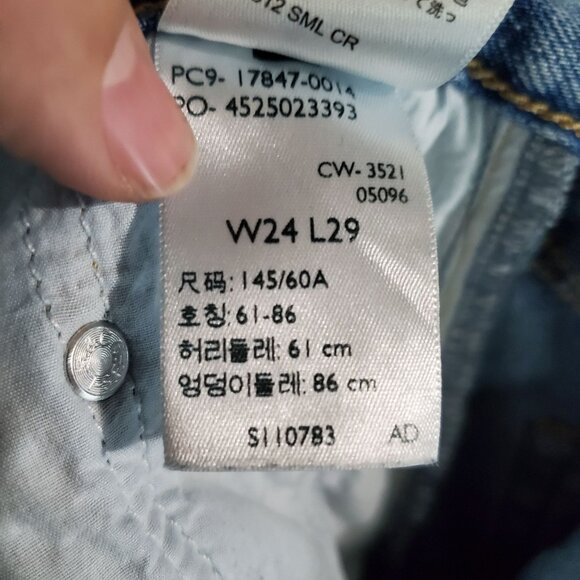 SML CR
PC9- 17847-0014
PO- 4525023393
CW-3521
05096
W24 L29
尺码: 145/60A
호칭: 61-86
허리둘레: 61 cm
엉덩이둘레: 86 cm
S110783 AD